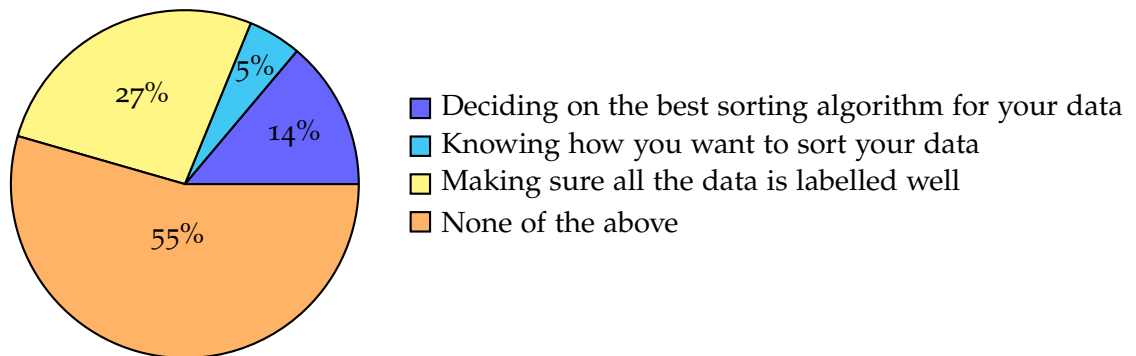 27%
5%
14%
55%
Deciding on the best sorting algorithm for your data
Knowing how you want to sort your data
Making sure all the data is labelled well
None of the above